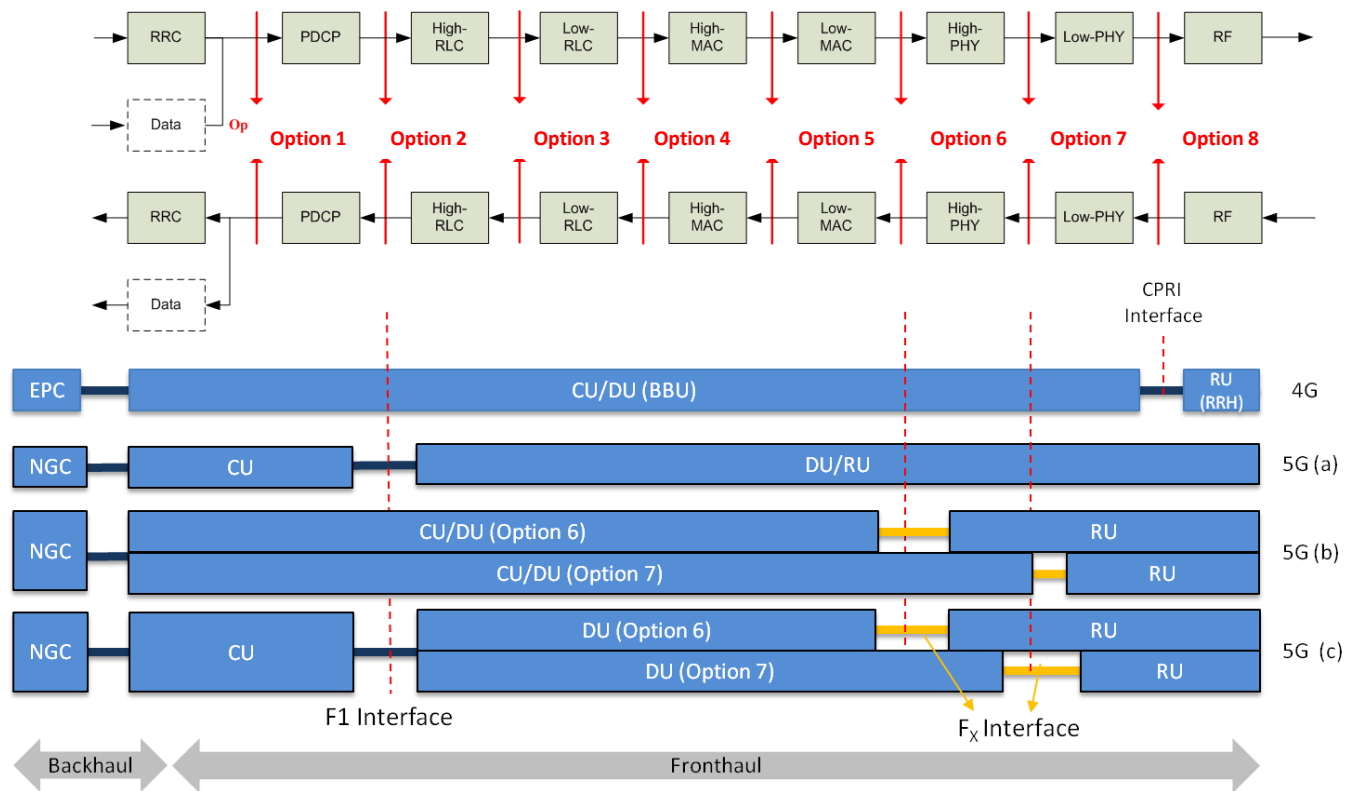 RRC
PDCP
High-
RLC
Low-
RLC
High-
MAC
Low-
MAC
High-
PHY
Low-PHY
RF
Data
Op
Option 1
Option 2
Option 3
Option 4
Option 5
Option 6
Option 7
Option 8
RRC
PDCP
High-
RLC
Low-
RLC
High-
MAC
Low-
MAC
High-
PHY
Low-PHY
RF
Data
CPRI
Interface
EPC
CU/DU (BBU)
RU
(RRH)
4G
NGC
CU
DU/RU
5G (a)
NGC
CU/DU (Option 6)
RU
CU/DU (Option 7)
RU
5G (b)
NGC
CU
DU (Option 6)
RU
DU (Option 7)
RU
5G (c)
F1 Interface
FX Interface
Backhaul
Fronthaul